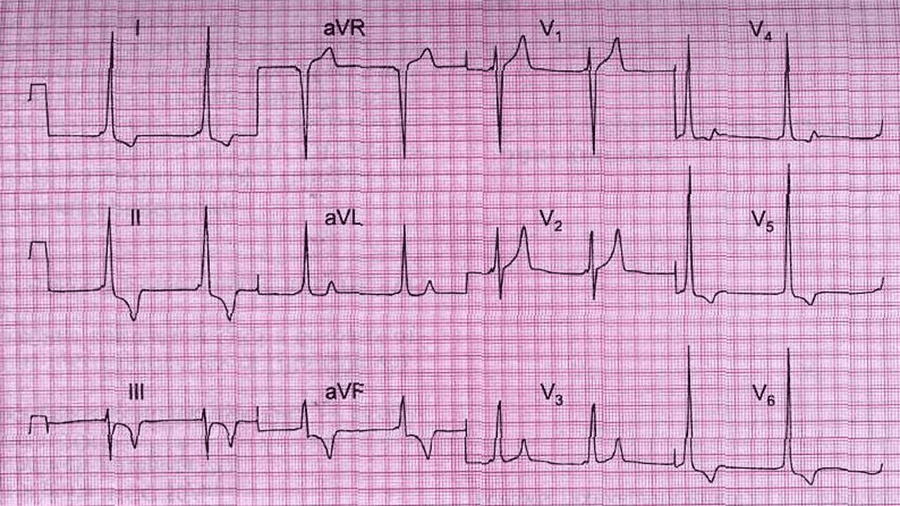 I aVR V₁ V₄
II aVL V₂ V₅
III aVF V₃ V₆